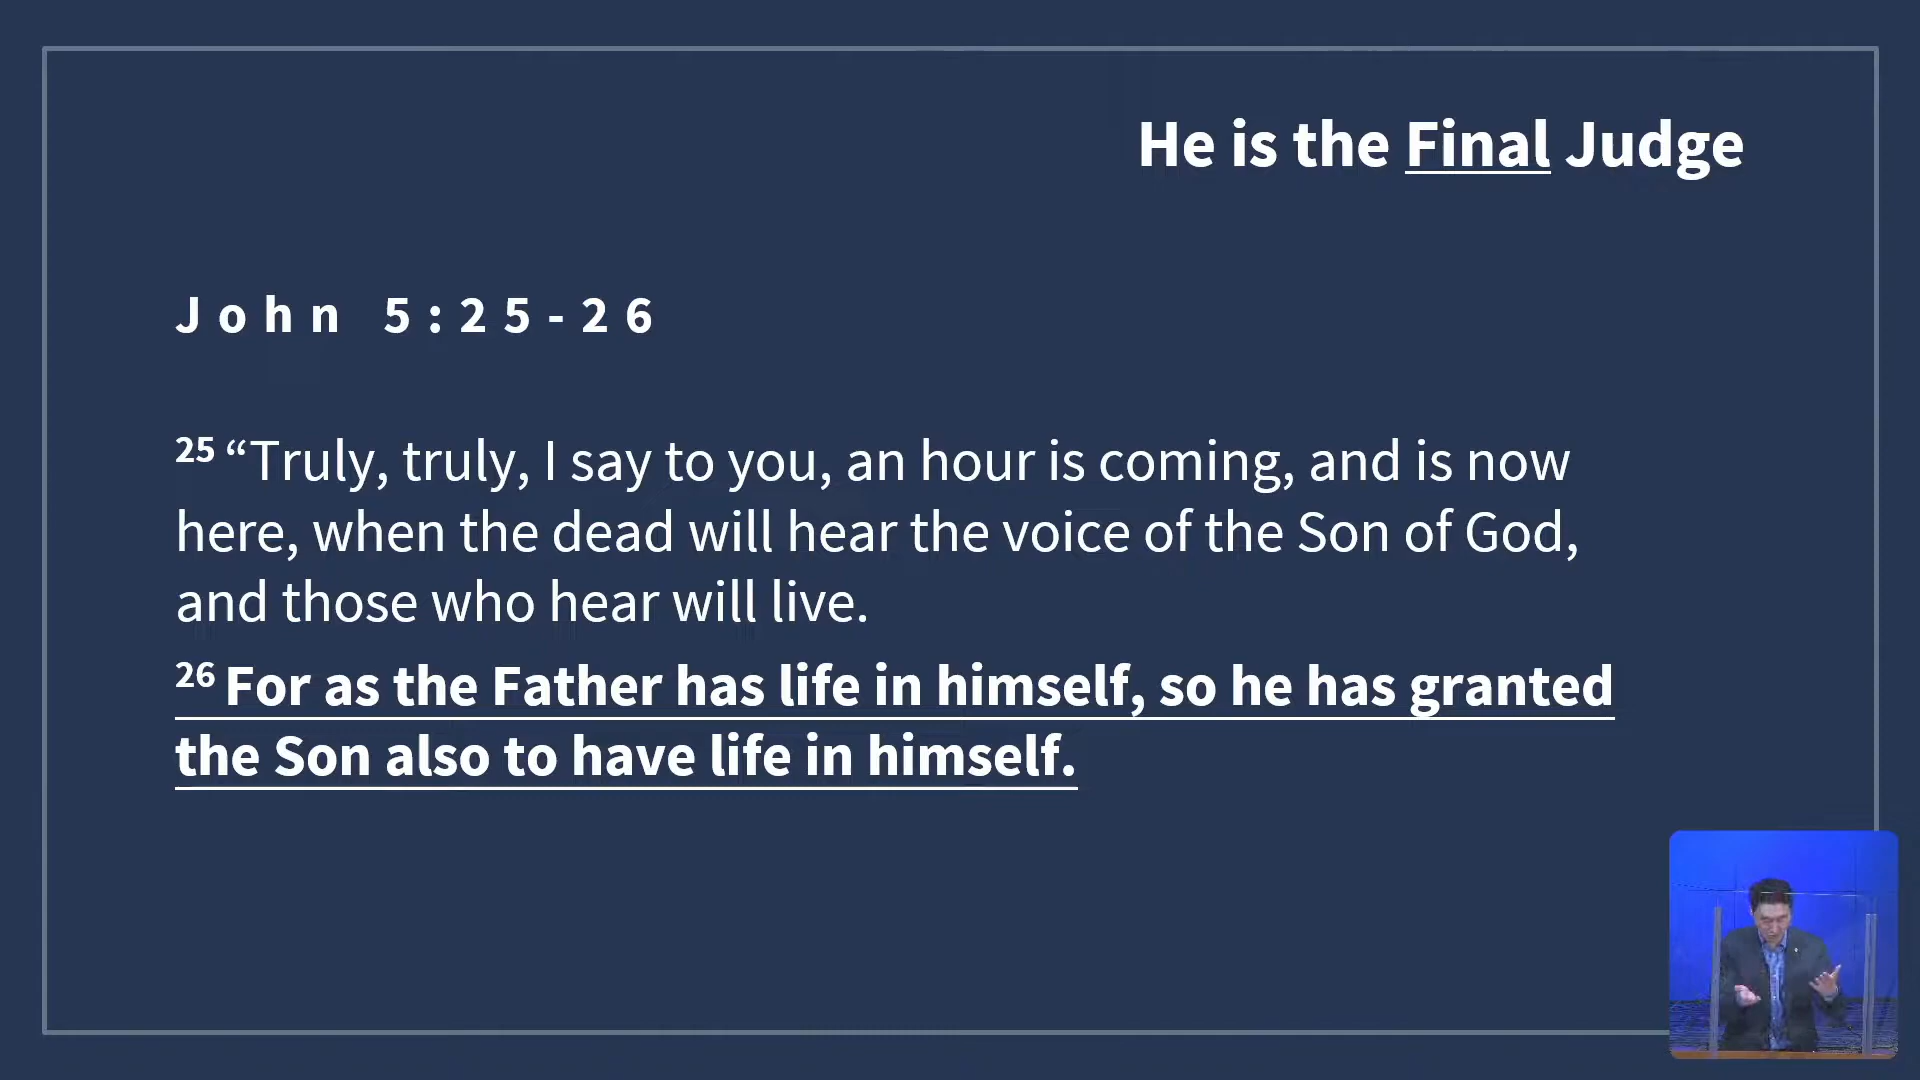 He is the Final Judge
John 5:25-26
25 “Truly, truly, I say to you, an hour is coming, and is now
here, when the dead will hear the voice of the Son of God,
and those who hear will live.
26 For as the Father has life in himself, so he has granted
the Son also to have life in himself.